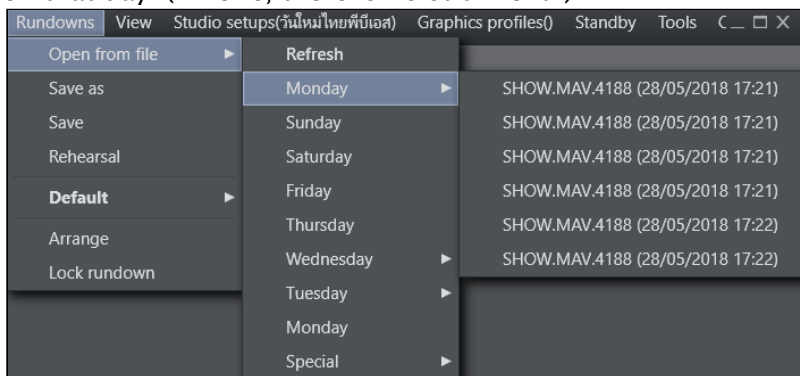 Rundowns View Studio setups(วันใหม่ไทยพีบีเอส) Graphics profiles() Standby Tools
Open from file
Save as
Save
Rehearsal
Default
Arrange
Lock rundown
Refresh
Monday
Sunday
Saturday
Friday
Thursday
Wednesday
Tuesday
Monday
Special
SHOW.MAV.4188 (28/05/2018 17:21)
SHOW.MAV.4188 (28/05/2018 17:21)
SHOW.MAV.4188 (28/05/2018 17:21)
SHOW.MAV.4188 (28/05/2018 17:21)
SHOW.MAV.4188 (28/05/2018 17:22)
SHOW.MAV.4188 (28/05/2018 17:22)